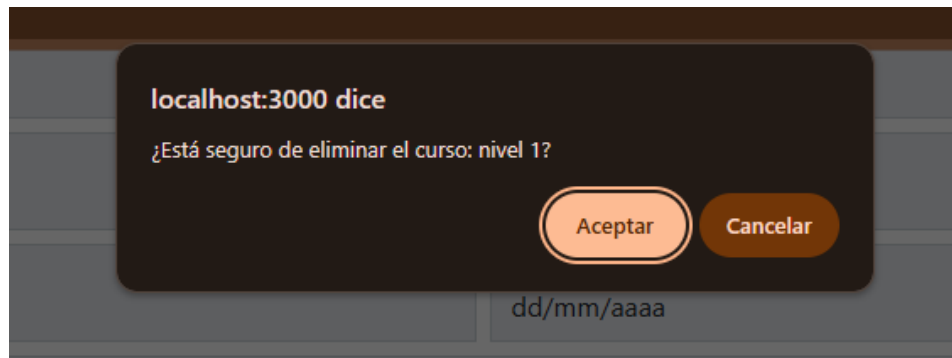 localhost:3000 dice
¿Está seguro de eliminar el curso: nivel 1?
Aceptar Cancelar
dd/mm/aaaa